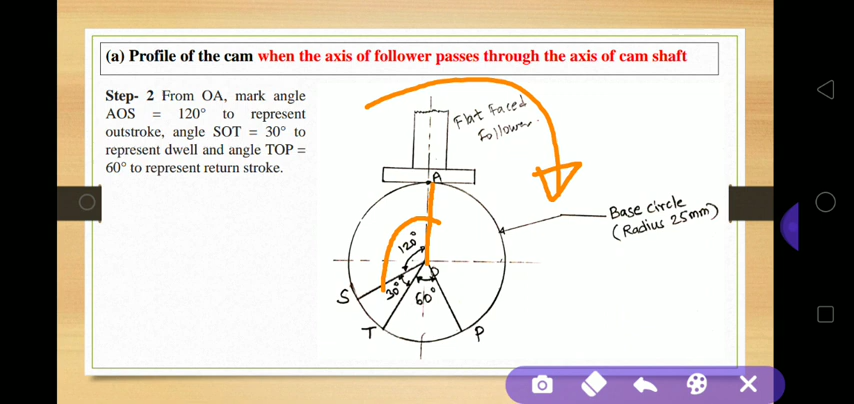 (a) Profile of the cam when the axis of follower passes through the axis of cam shaft
Step- 2 From OA, mark angle
AOS = 120° to represent
outstroke, angle SOT = 30° to
represent dwell and angle TOP =
60° to represent return stroke.
Flat faced
Follower.
A
Base circle
(Radius 25mm)
120°
O
30°
60°
S
T
P